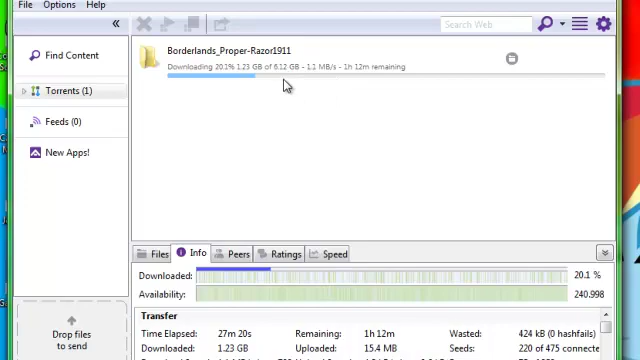 File Options Help
«
Search Web
Find Content
Torrents (1)
Feeds (0)
New Apps!
Drop files
to send
Borderlands_Proper-Razor1911
Downloading 20.1% 1.23 GB of 6.12 GB - 1.1 MB/s - 1h 12m remaining
Files Info Peers Ratings Speed
Downloaded: 20.1 %
Availability: 240.998
Transfer
Time Elapsed: 27m 20s Remaining: 1h 12m Wasted: 424 kB (0 hashfails)
Downloaded: 1.23 GB Uploaded: 15.4 MB Seeds: 220 of 475 connecte